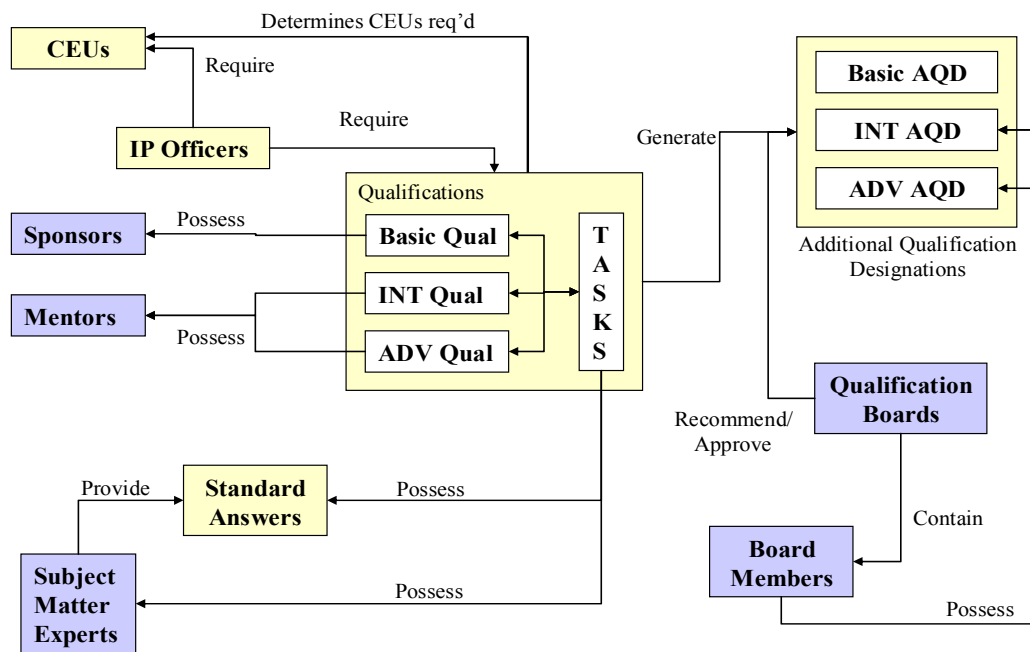 Determines CEUs req'd
CEUs
Require
IP Officers
Require
Qualifications
Basic Qual
INT Qual
ADV Qual
T
A
S
K
S
Possess
Sponsors
Mentors
Possess
Generate
Basic AQD
INT AQD
ADV AQD
Additional Qualification
Designations
Qualification
Boards
Recommend/
Approve
Contain
Board
Members
Possess
Provide
Standard
Answers
Possess
Subject
Matter
Experts
Possess